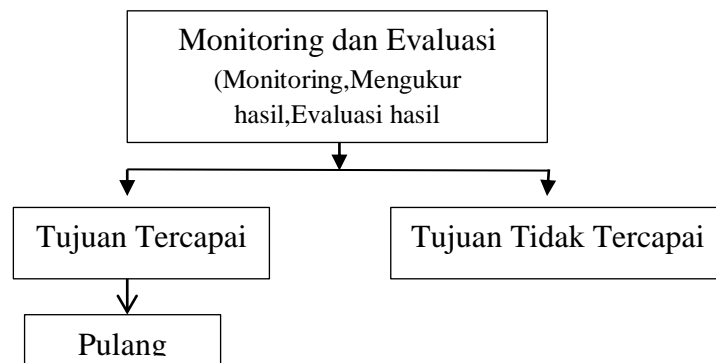 Monitoring dan Evaluasi
(Monitoring,Mengukur
hasil,Evaluasi hasil
Tujuan Tercapai
Tujuan Tidak Tercapai
Pulang